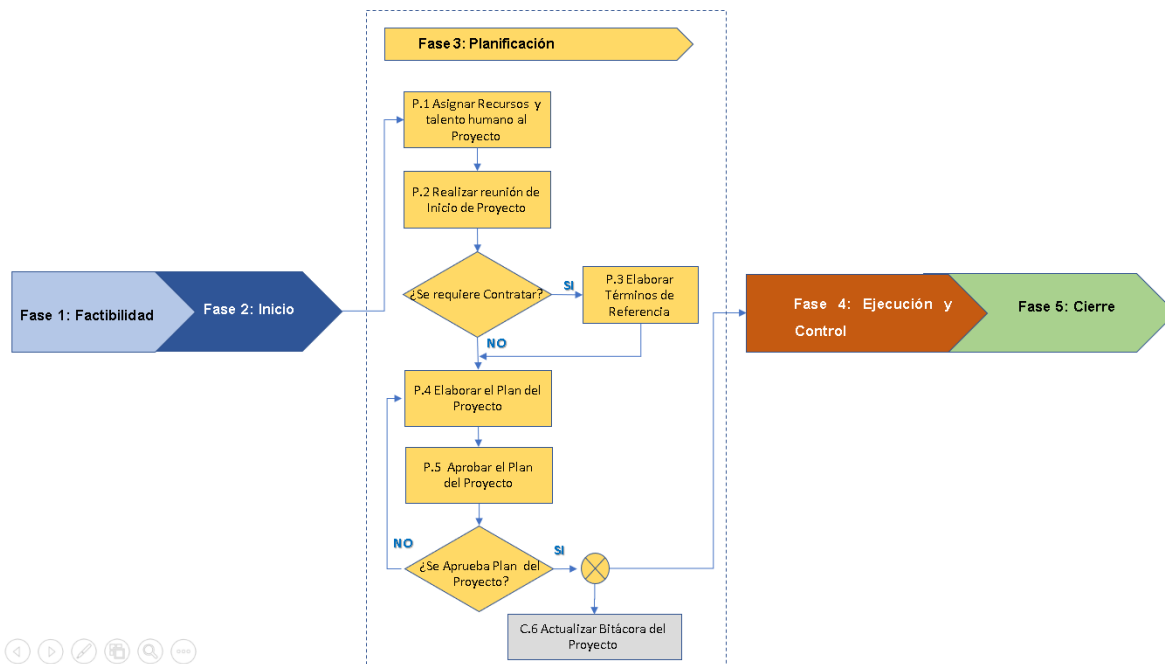 Fase 3: Planificación
P.1 Asignar Recursos y
talento humano al
Proyecto
P.2 Realizar reunión de
Inicio de Proyecto
¿Se requiere Contratar?
SI
P.3 Elaborar
Términos de
Referencia
NO
Fase 1: Factibilidad
Fase 2: Inicio
Fase 4: Ejecución y
Control
Fase 5: Cierre
P.4 Elaborar el Plan del
Proyecto
P.5 Aprobar el Plan
del Proyecto
NO
¿Se Aprueba Plan del
Proyecto?
SI
C.6 Actualizar Bitácora del
Proyecto